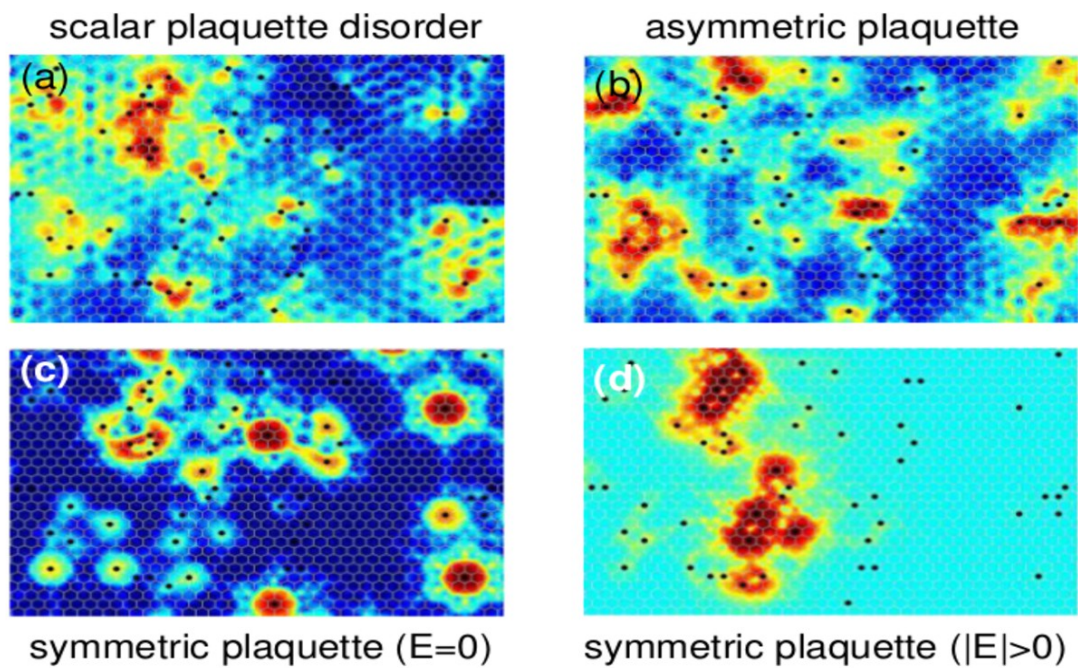 scalar plaquette disorder
asymmetric plaquette
(a)
(b)
(c)
(d)
symmetric plaquette (E=0)
symmetric plaquette (|E|>0)